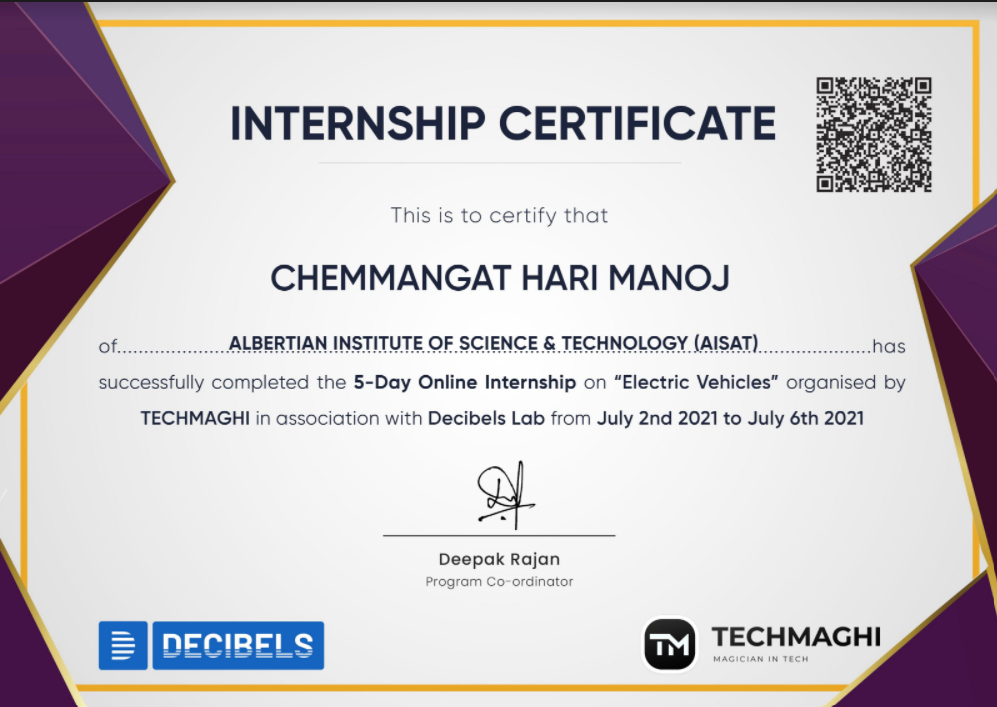 INTERNSHIP CERTIFICATE
This is to certify that
CHEMMANGAT HARI MANOJ
of......................ALBERTIAN INSTITUTE OF SCIENCE & TECHNOLOGY (AISAT)......................has
successfully completed the 5-Day Online Internship on “Electric Vehicles” organised by
TECHMAGHI in association with Decibels Lab from July 2nd 2021 to July 6th 2021
Deepak Rajan
Program Co-ordinator
DECIBELS
TM TECHMAGHI
MAGICIAN IN TECH